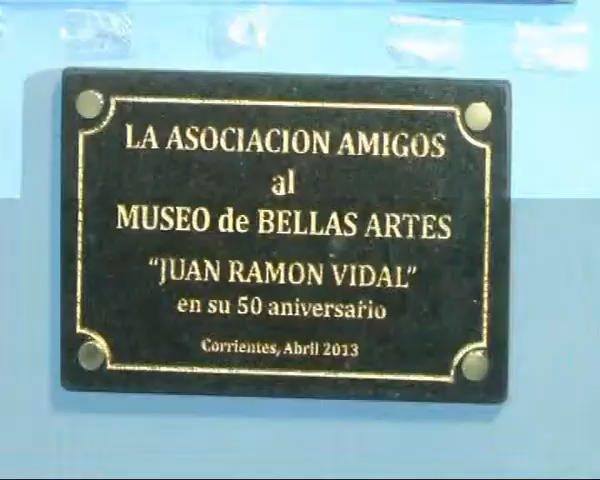 LA ASOCIACION AMIGOS
al
MUSEO de BELLAS ARTES
"JUAN RAMON VIDAL"
en su 50 aniversario
Corrientes, Abril 2013